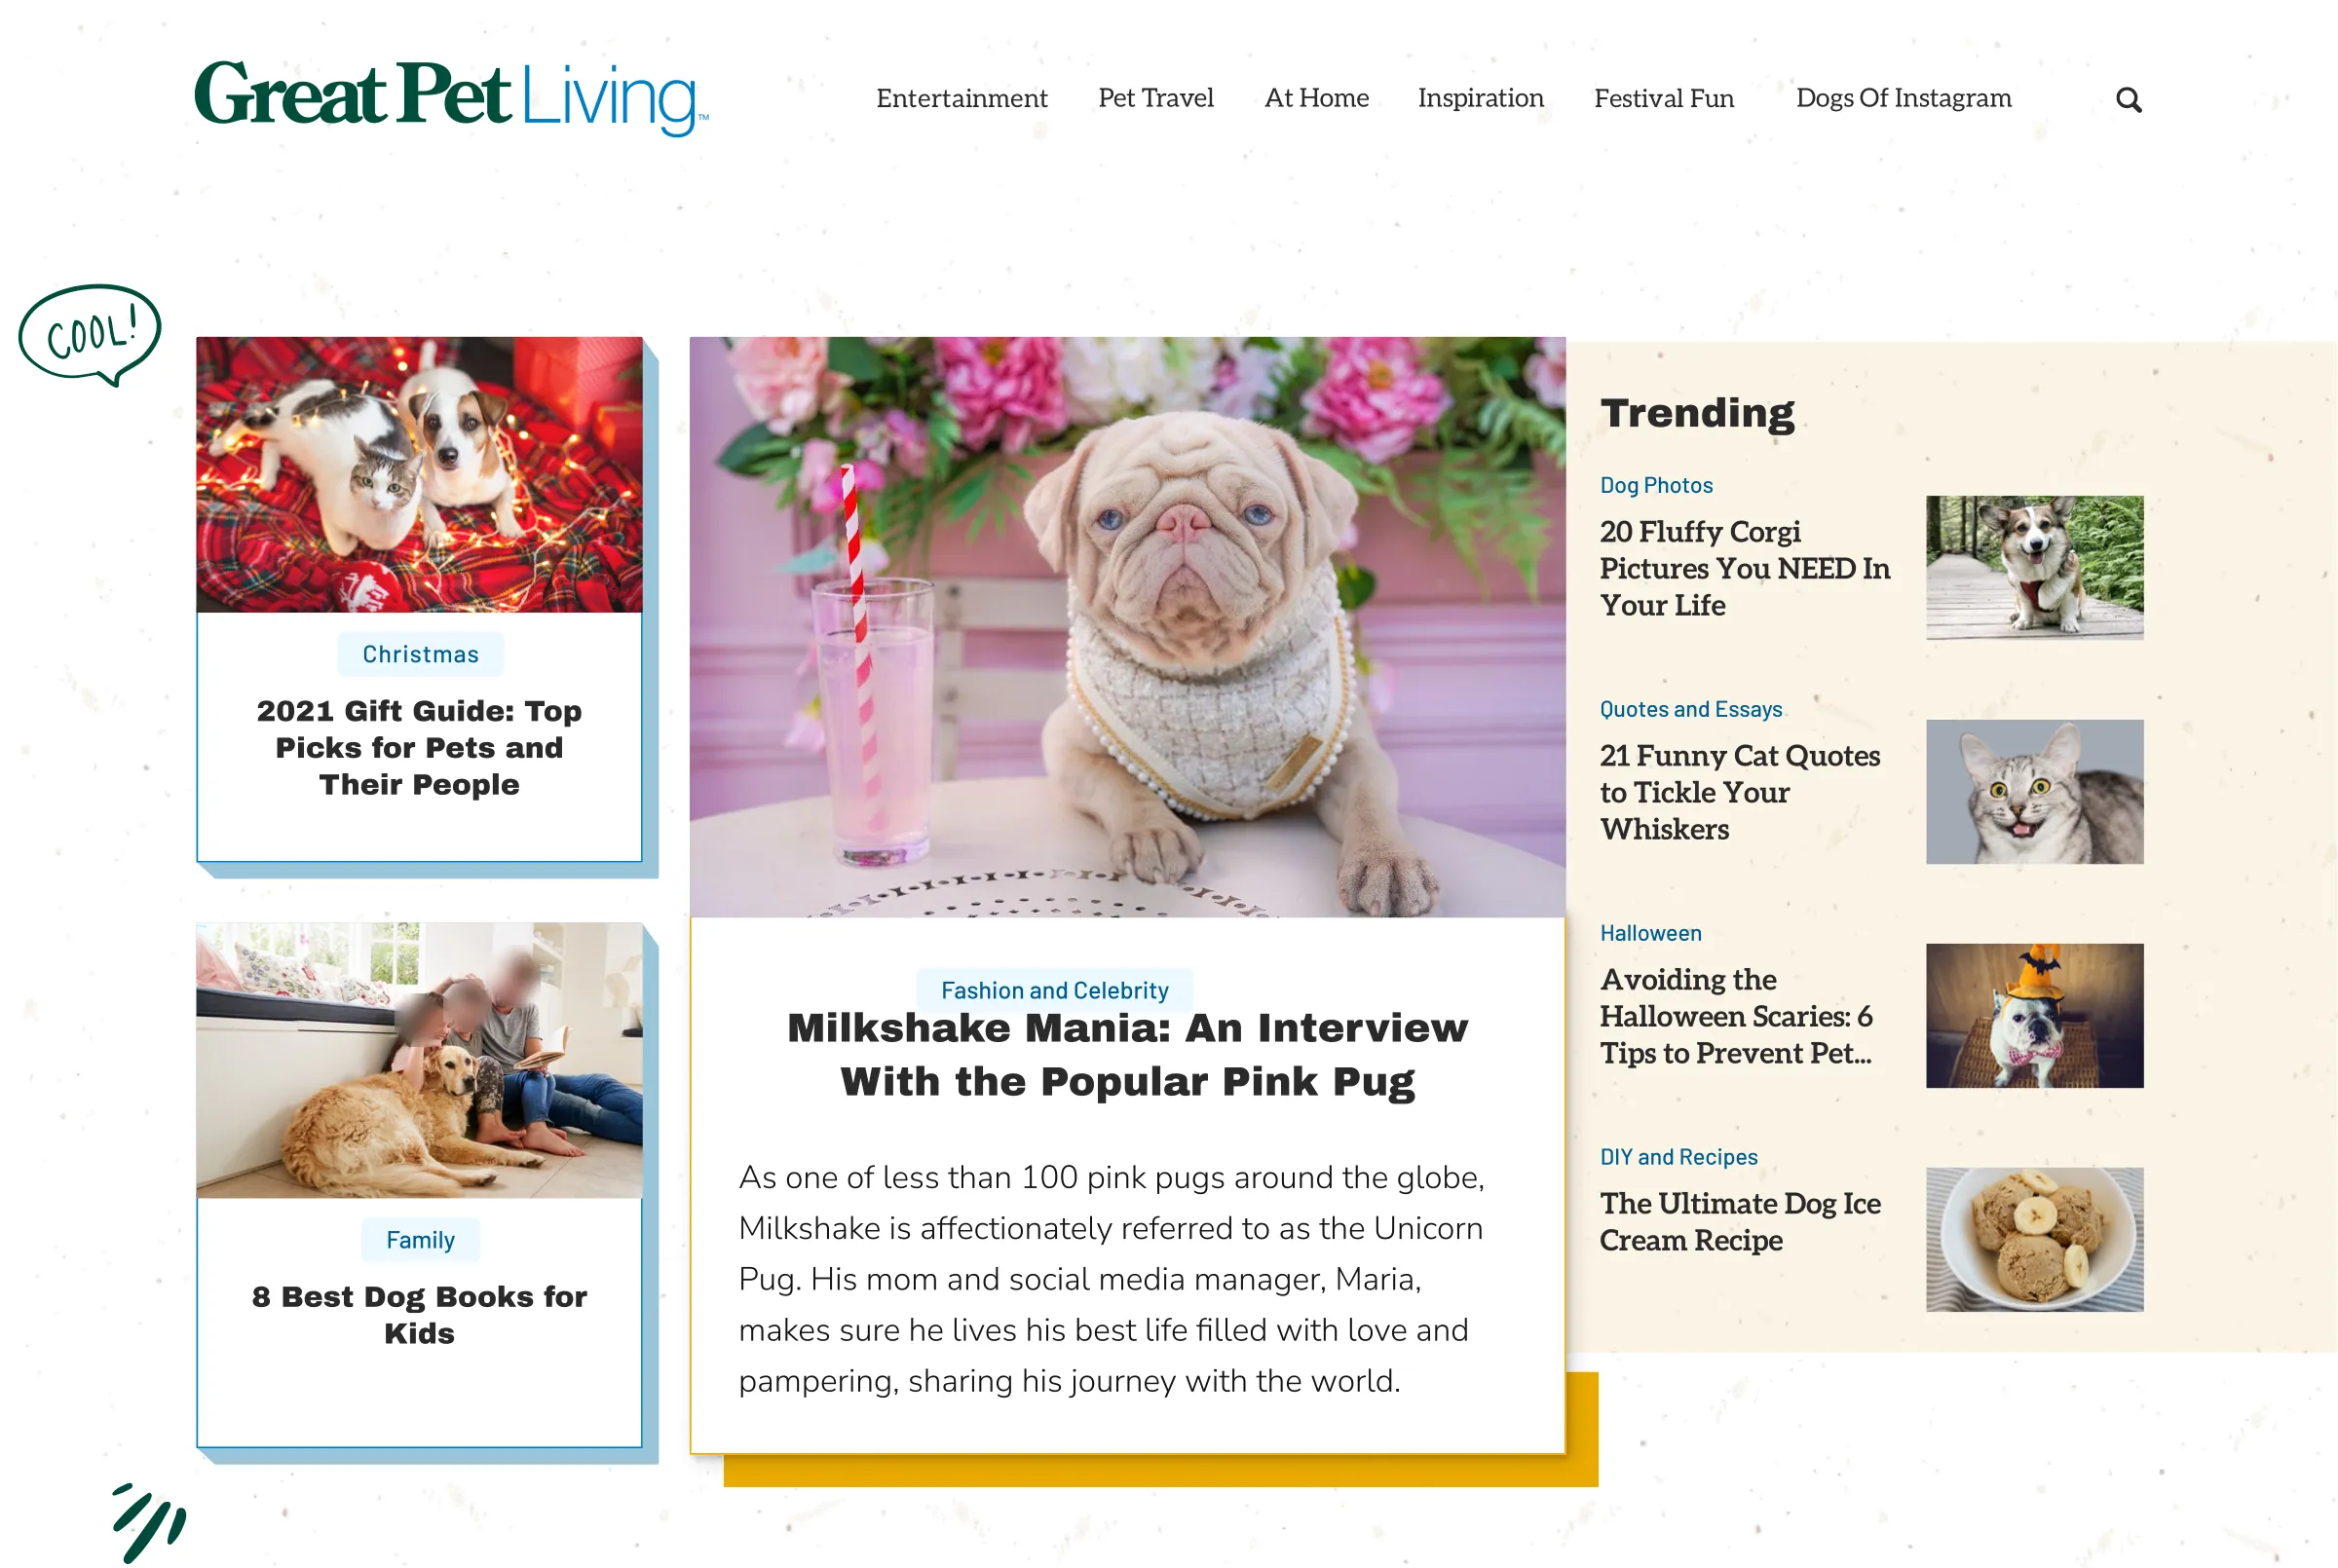 Great Pet Living™
Entertainment
Pet Travel
At Home
Inspiration
Festival Fun
Dogs Of Instagram
COOL!
Christmas
2021 Gift Guide: Top
Picks for Pets and
Their People
Family
8 Best Dog Books for
Kids
Fashion and Celebrity
Milkshake Mania: An Interview
With the Popular Pink Pug
As one of less than 100 pink pugs around the globe,
Milkshake is affectionately referred to as the Unicorn
Pug. His mom and social media manager, Maria,
makes sure he lives his best life filled with love and
pampering, sharing his journey with the world.
Trending
Dog Photos
20 Fluffy Corgi
Pictures You NEED In
Your Life
Quotes and Essays
21 Funny Cat Quotes
to Tickle Your
Whiskers
Halloween
Avoiding the
Halloween Scaries: 6
Tips to Prevent Pet...
DIY and Recipes
The Ultimate Dog Ice
Cream Recipe